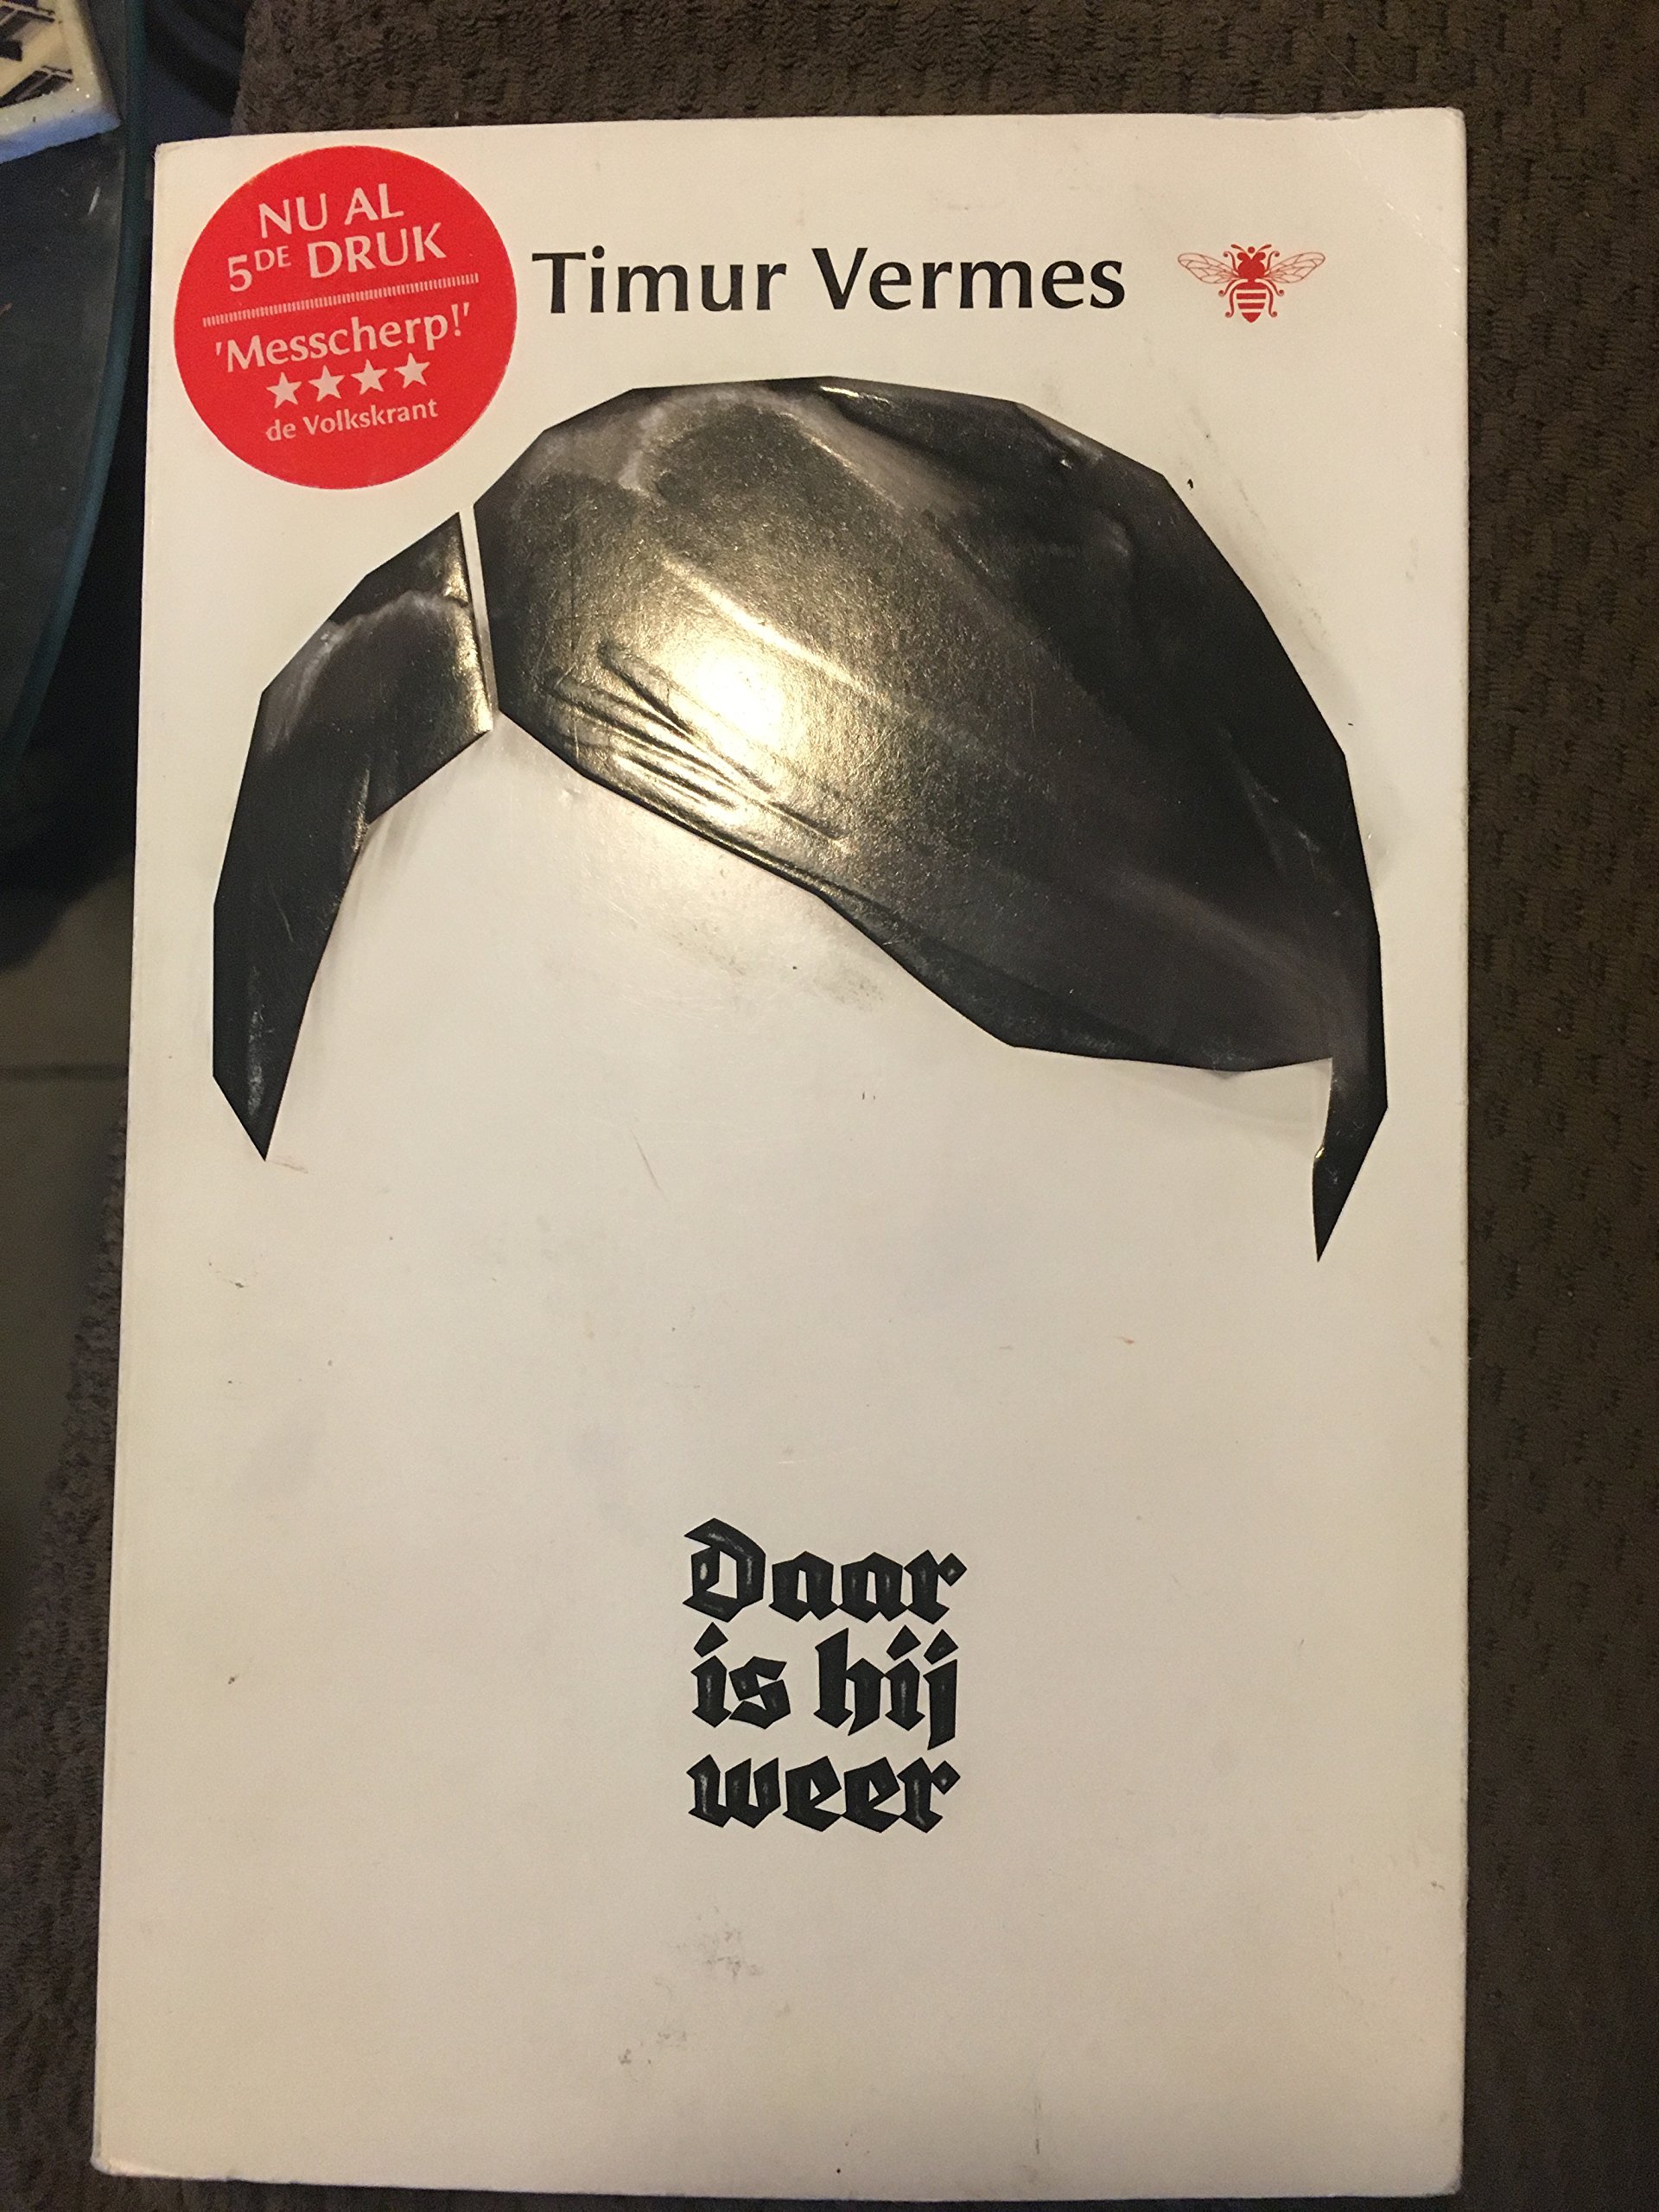 NU AL
5DE DRUK
'Messcherp!'
de Volkskrant
Timur Vermes
Daar
is hij
weer